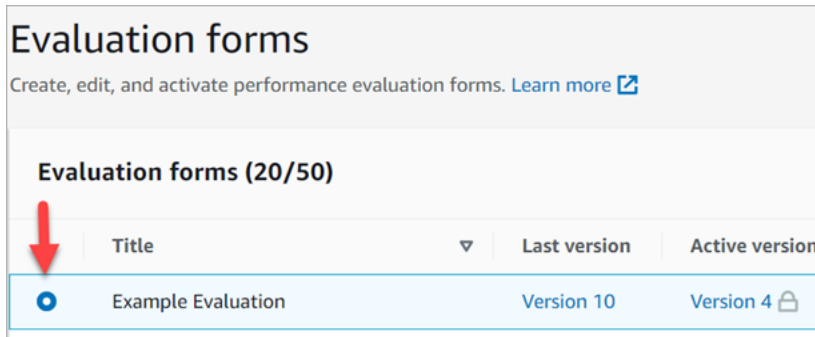 Evaluation forms
Create, edit, and activate performance evaluation forms. Learn more
Evaluation forms (20/50)
Title Last version Active version
Example Evaluation Version 10 Version 4